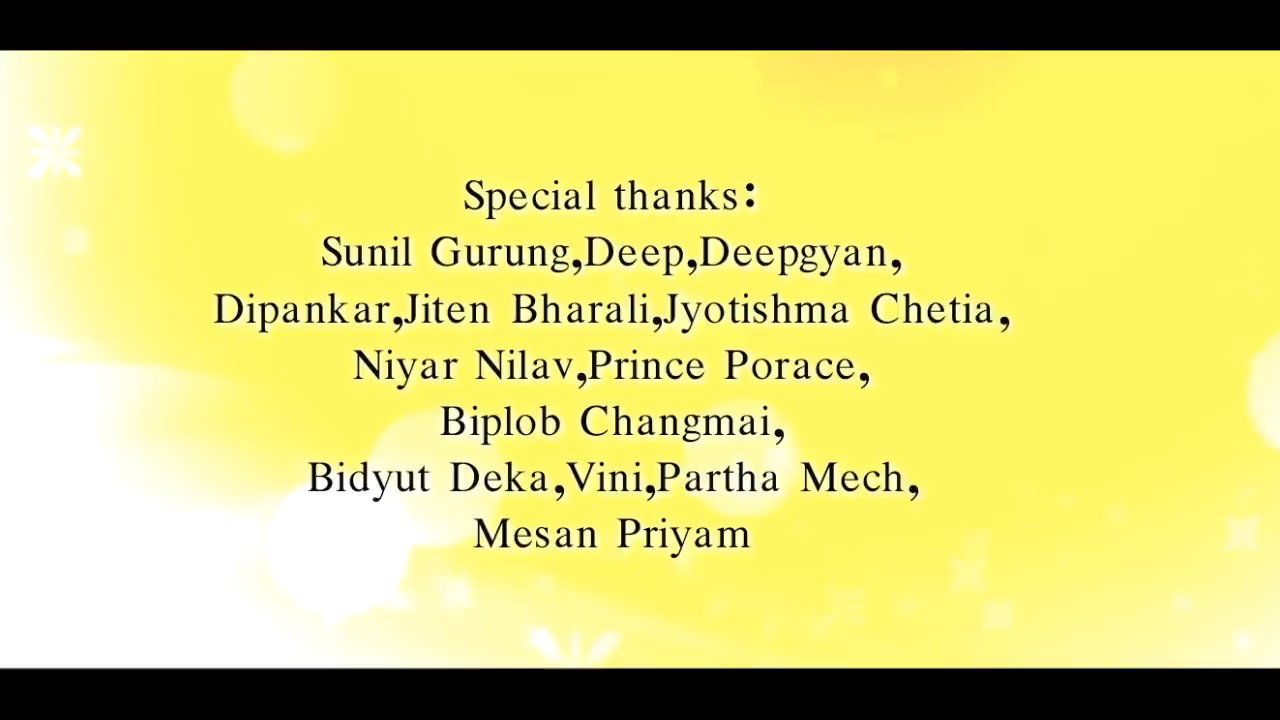 Special thanks:
Sunil Gurung,Deep,Deepgyan,
Dipankar,Jiten Bharali,Jyotishma Chetia,
Niyar Nilav,Prince Porace,
Biplob Changmai,
Bidyut Deka,Vini,Partha Mech,
Mesan Priyam